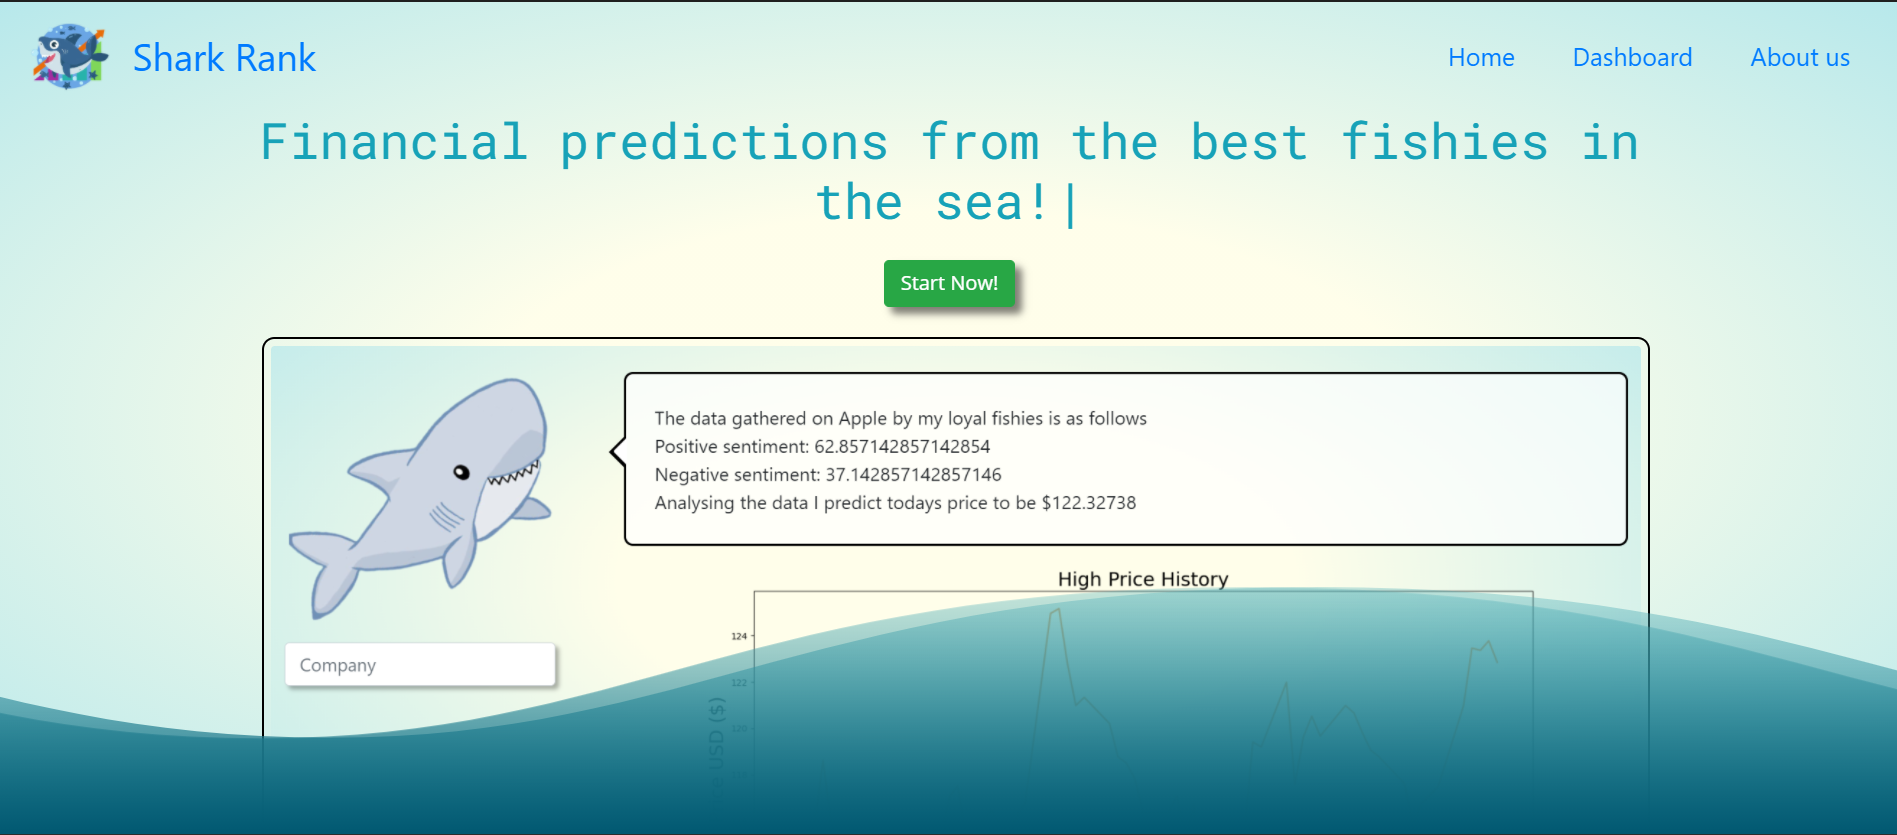 Shark Rank
Home
Dashboard
About us
Financial predictions from the best fishies in
the sea!|
Start Now!
The data gathered on Apple by my loyal fishies is as follows
Positive sentiment: 62.857142857142854
Negative sentiment: 37.142857142857146
Analysing the data I predict todays price to be $122.32738
High Price History
124
Company
122
120
USD ($)